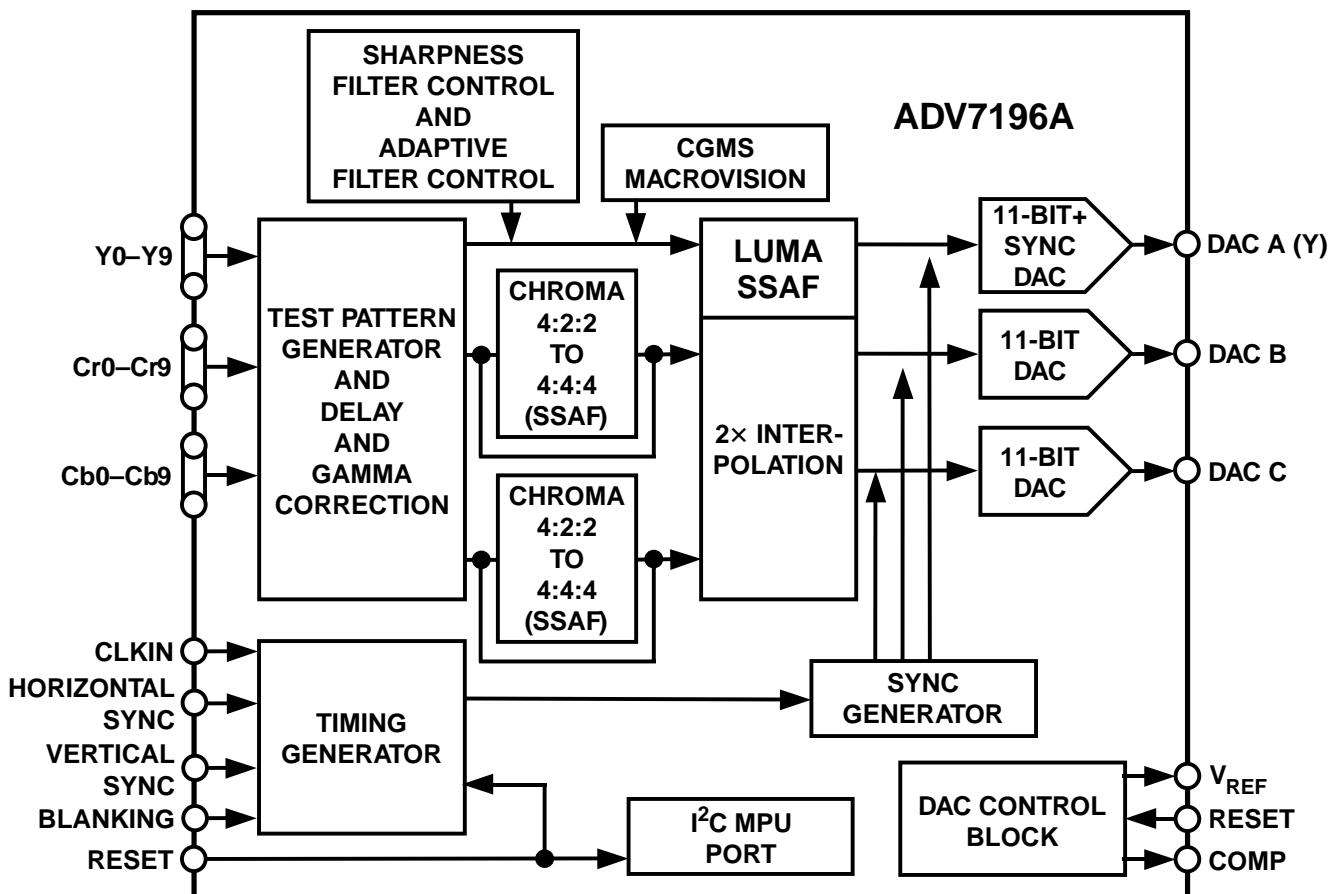 SHARPNESS
FILTER CONTROL
AND
ADAPTIVE
FILTER CONTROL
CGMS
MACROVISION
ADV7196A
Y0–Y9
Cr0–Cr9
Cb0–Cb9
TEST PATTERN
GENERATOR
AND
DELAY
AND
GAMMA
CORRECTION
CHROMA
4:2:2
TO
4:4:4
(SSAF)
CHROMA
4:2:2
TO
4:4:4
(SSAF)
LUMA
SSAF
2× INTER-
POLATION
11-BIT+
SYNC
DAC
11-BIT
DAC
11-BIT
DAC
DAC A (Y)
DAC B
DAC C
CLKIN
HORIZONTAL
SYNC
VERTICAL
SYNC
BLANKING
RESET
TIMING
GENERATOR
SYNC
GENERATOR
I²C MPU
PORT
DAC CONTROL
BLOCK
VREF
RESET
COMP